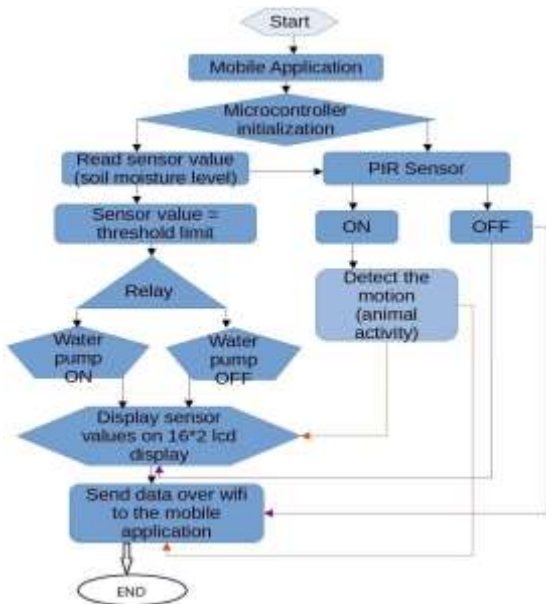 Start
Mobile Application
Microcontroller
initialization
Read sensor value
(soil moisture level)
PIR Sensor
Sensor value =
threshold limit
ON
OFF
Relay
Detect the
motion
(animal
activity)
Water
pump
ON
Water
pump
OFF
Display sensor
values on 16*2 lcd
display
Send data over wifi
to the mobile
application
END